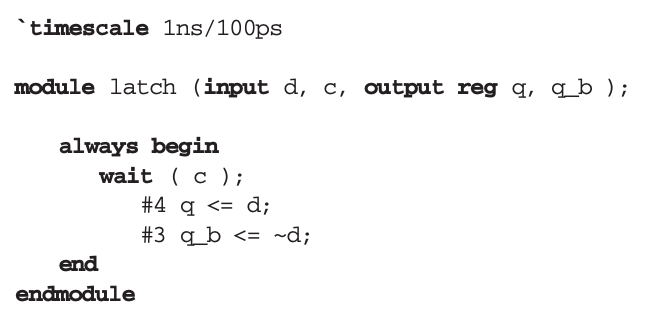 `timescale 1ns/100ps
module latch (input d, c, output reg q, q_b );
always begin
wait ( c );
#4 q <= d;
#3 q_b <= ~d;
end
endmodule